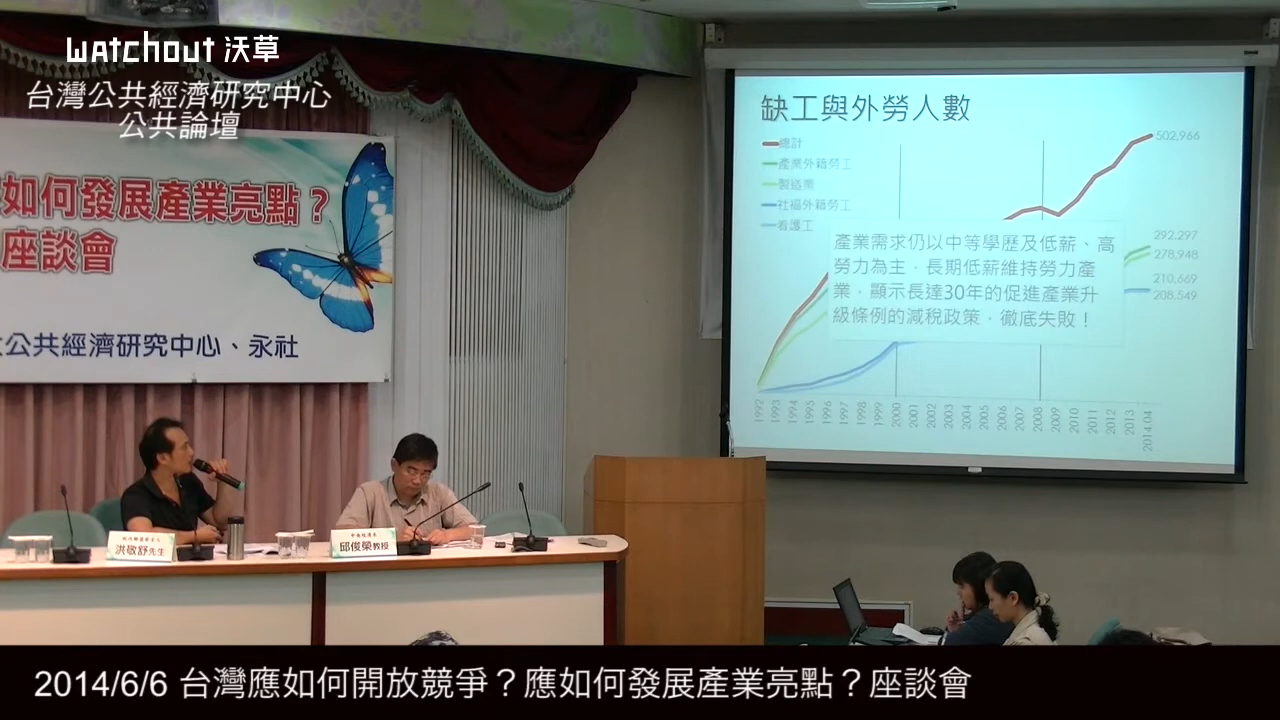 WATCHOUT 沃草
台灣公共經濟研究中心
公共論壇
如何發展產業亮點？
座談會
公共經濟研究中心、永社
洪敬舒先生
邱俊榮教授
缺工與外勞人數
總計
產業外籍勞工
製造業
社福外籍勞工
看護工
502,966
292,297
278,948
210,669
208,549
產業需求仍以中等學歷及低薪、高
勞力為主，長期低薪維持勞力產
業，顯示長達30年的促進產業升
級條例的減稅政策，徹底失敗！
1992 1993 1994 1995 1996 1997 1998 1999 2000 2001 2002 2003 2004 2005 2006 2007 2008 2009 2010 2011 2012 2013 2014.04
2014/6/6 台灣應如何開放競爭？應如何發展產業亮點？座談會